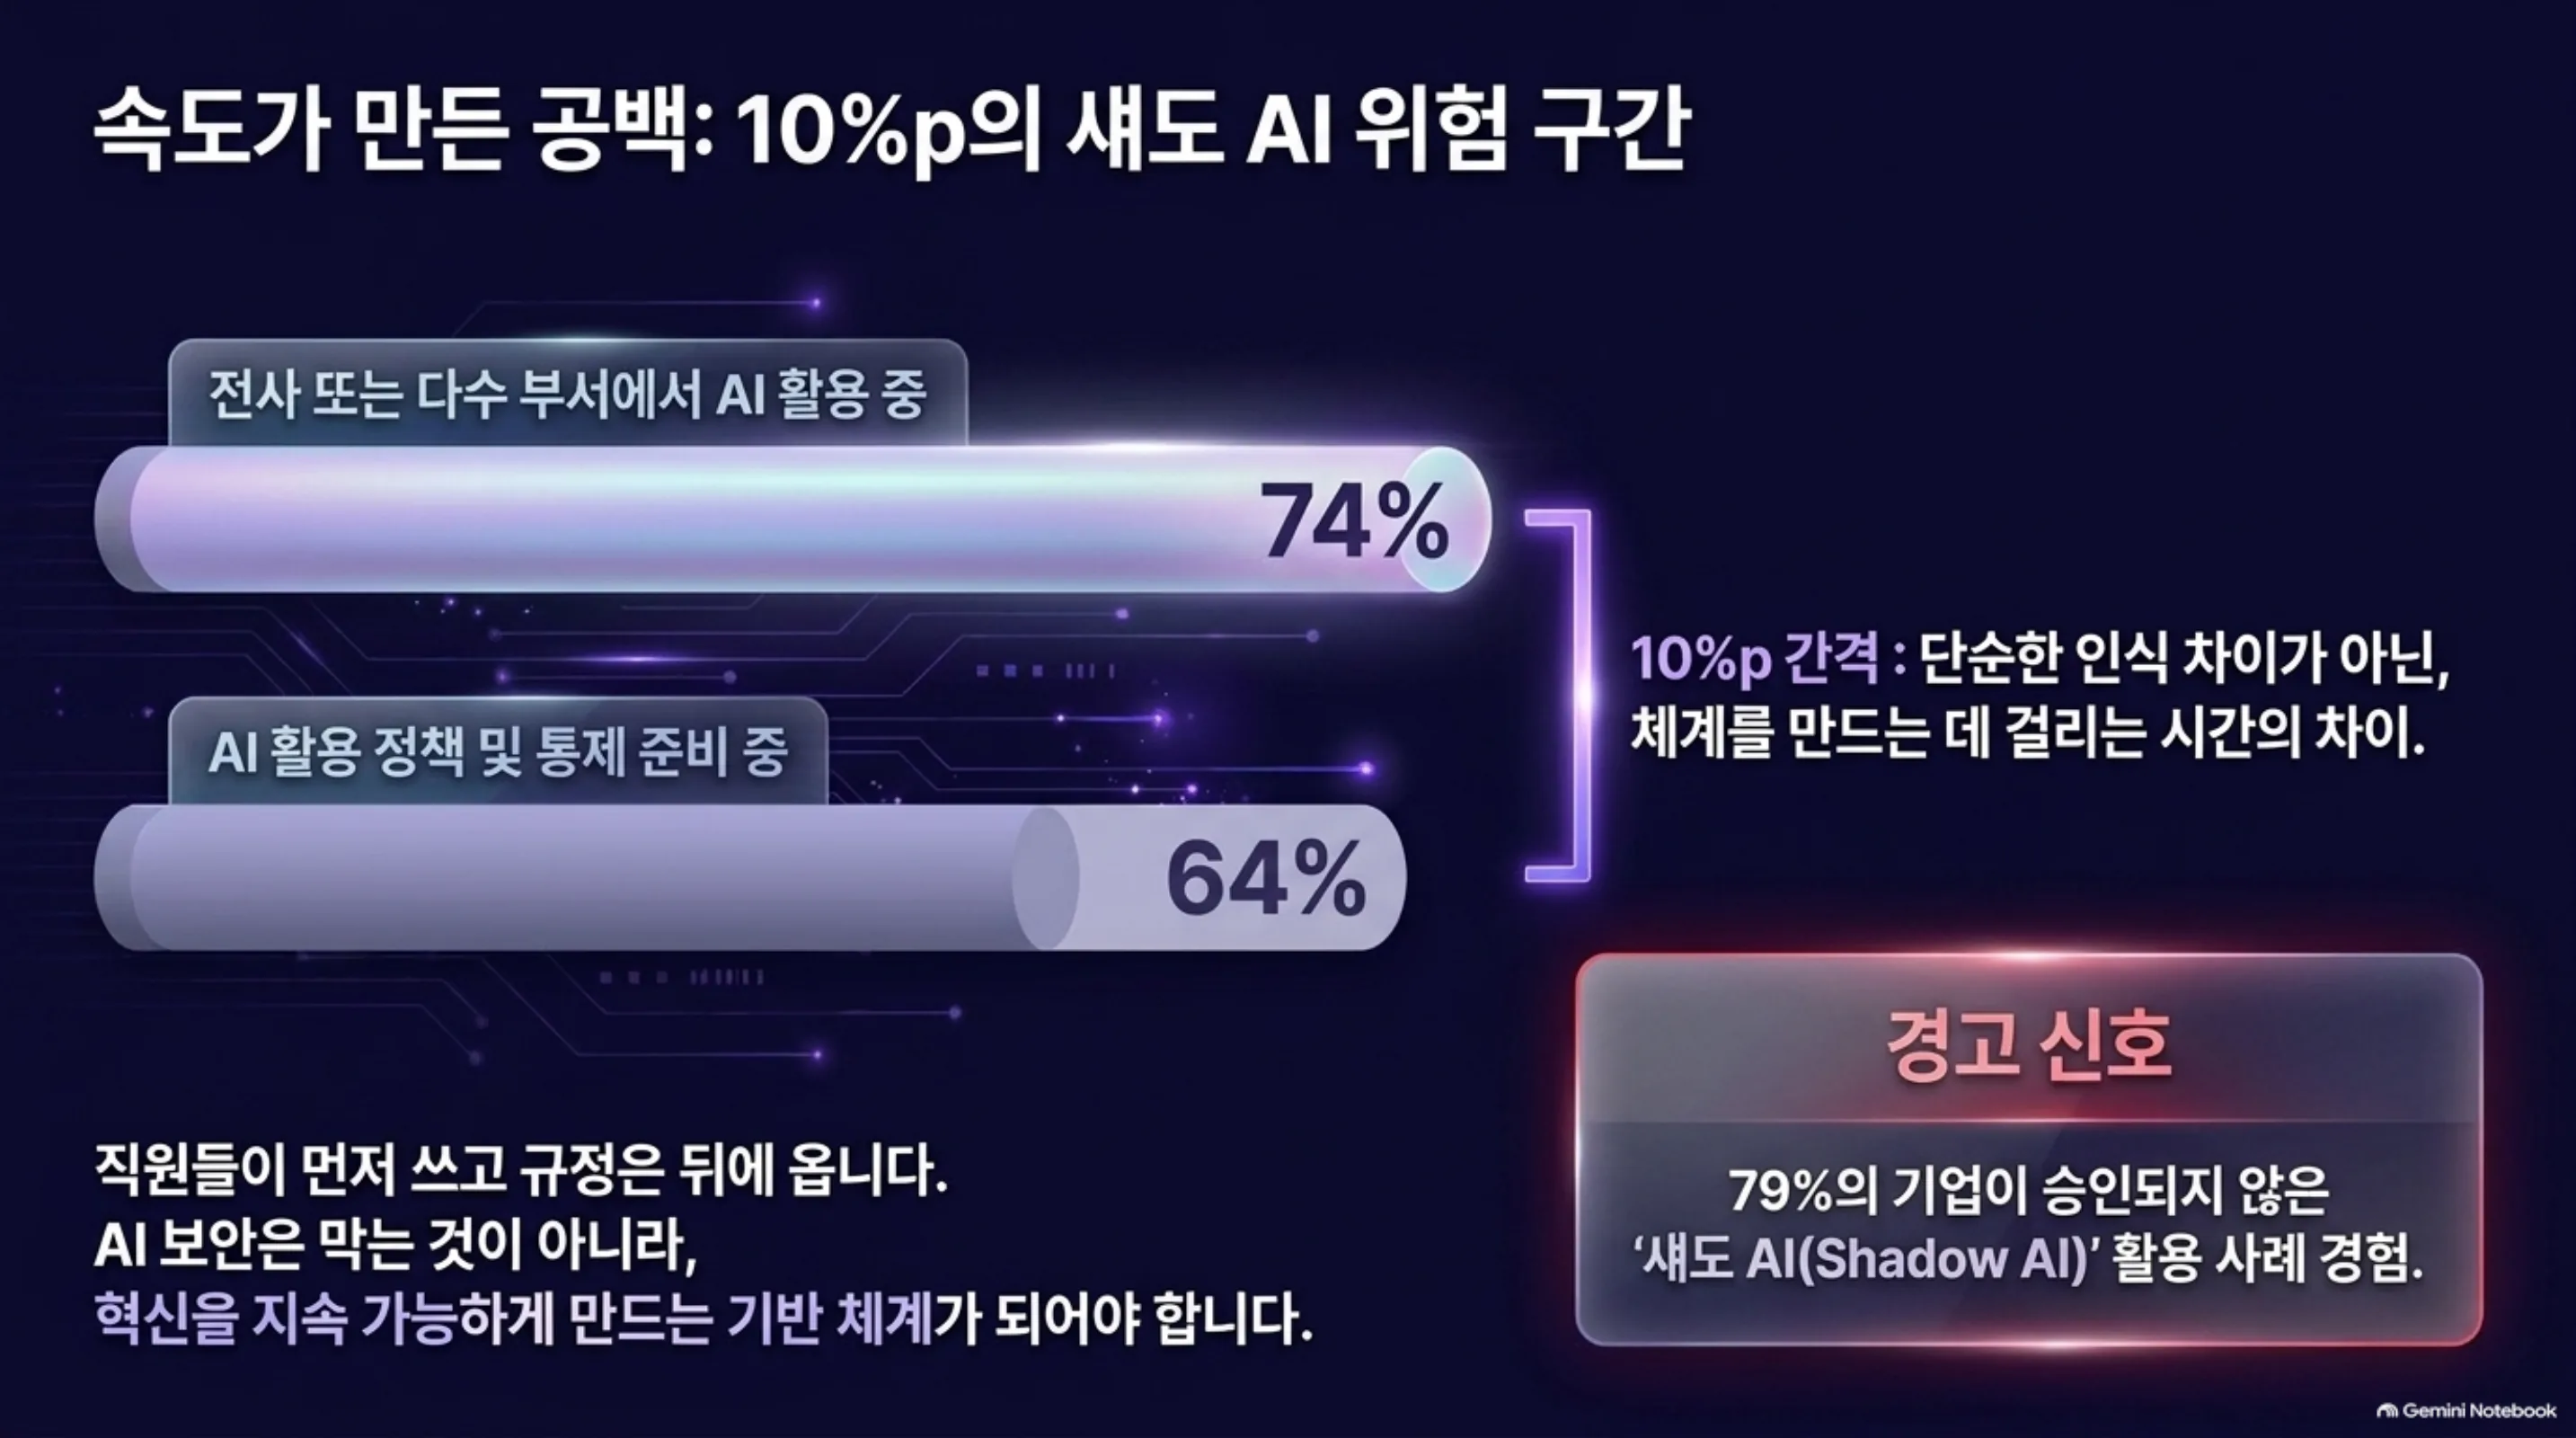 속도가 만든 공백: 10%p의 섀도 AI 위험 구간
전사 또는 다수 부서에서 AI 활용 중
74%
AI 활용 정책 및 통제 준비 중
64%
10%p 간격 : 단순한 인식 차이가 아닌,
체계를 만드는 데 걸리는 시간의 차이.
직원들이 먼저 쓰고 규정은 뒤에 옵니다.
AI 보안은 막는 것이 아니라,
혁신을 지속 가능하게 만드는 기반 체계가 되어야 합니다.
경고 신호
79%의 기업이 승인되지 않은
‘섀도 AI(Shadow AI)’ 활용 사례 경험.
Gemini Notebook